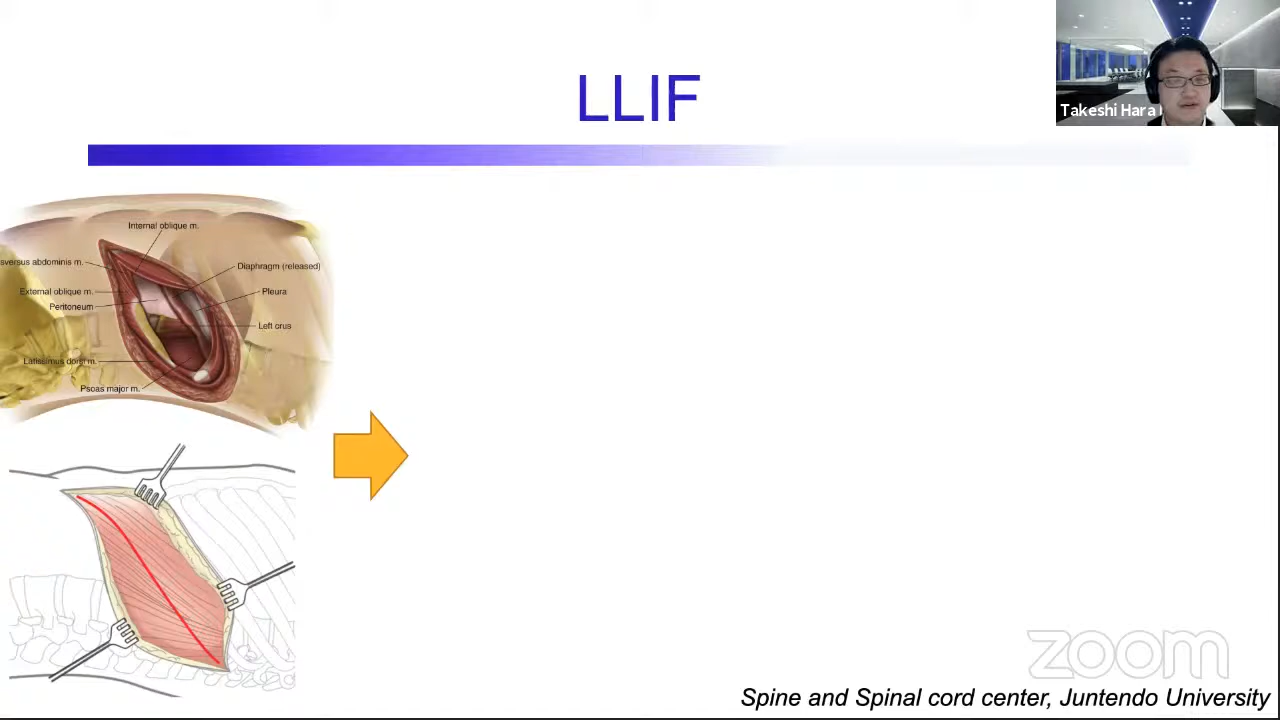 LLIF
Takeshi Hara
Internal oblique m.
sversus abdominis m.
Diaphragm (released)
External oblique m.
Pleura
Peritoneum
Left crus
Latissimus dorsi m.
Psoas major m.
zoom
Spine and Spinal cord center, Juntendo University